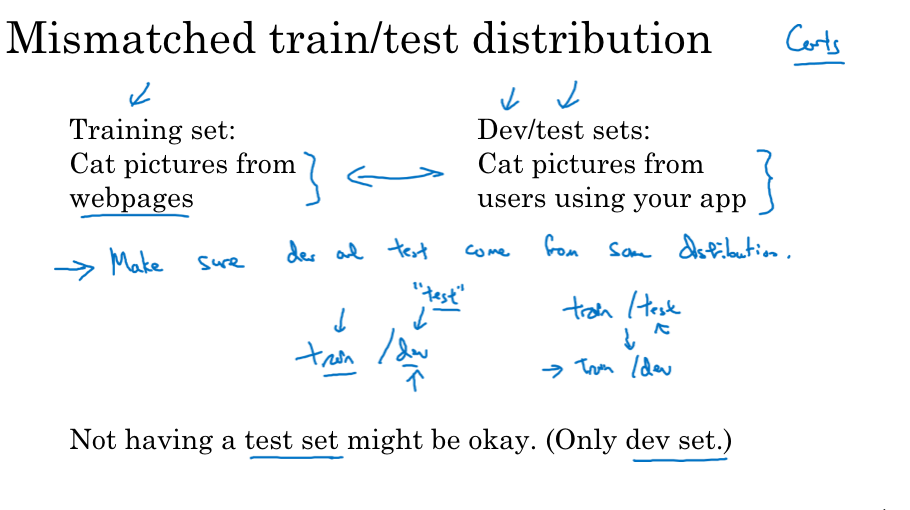 Mismatched train/test distribution
Cats
Training set:
Cat pictures from
webpages
Dev/test sets:
Cat pictures from
users using your app
→ Make sure dev and test come from same distribution.
"test"
train / dev
train / test
→ train / dev
Not having a test set might be okay. (Only dev set.)